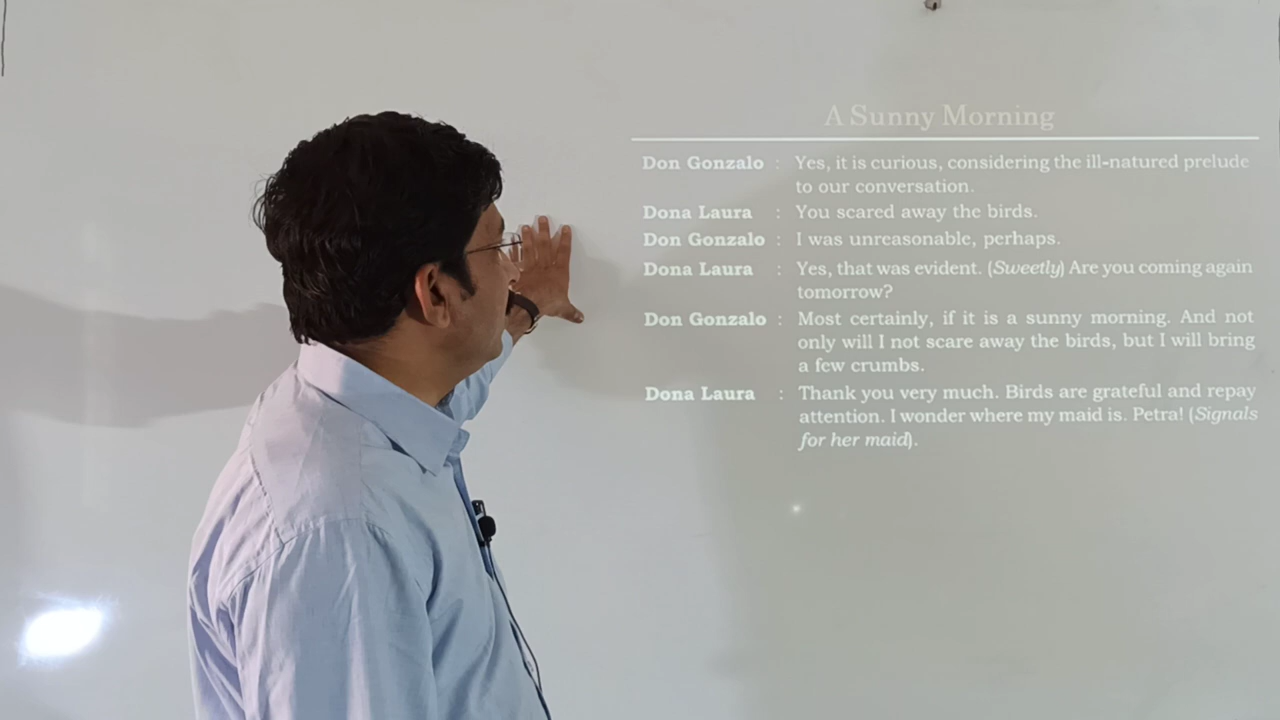 A Sunny Morning
Don Gonzalo : Yes, it is curious, considering the ill-natured prelude
to our conversation.
Dona Laura : You scared away the birds.
Don Gonzalo : I was unreasonable, perhaps.
Dona Laura : Yes, that was evident. (Sweetly) Are you coming again
tomorrow?
Don Gonzalo : Most certainly, if it is a sunny morning. And not
only will I not scare away the birds, but I will bring
a few crumbs.
Dona Laura : Thank you very much. Birds are grateful and repay
attention. I wonder where my maid is. Petra! (Signals
for her maid).